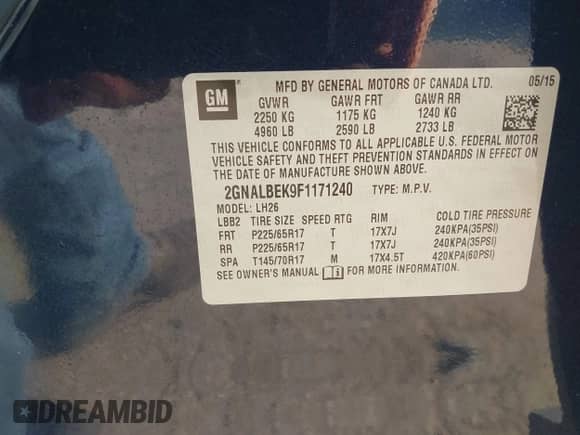 GM
MFD BY GENERAL MOTORS OF CANADA LTD. 05/15
GVWR GAWR FRT GAWR RR
2250 KG 1175 KG 1240 KG
4960 LB 2590 LB 2733 LB
THIS VEHICLE CONFORMS TO ALL APPLICABLE U.S. FEDERAL MOTOR
VEHICLE SAFETY AND THEFT PREVENTION STANDARDS IN EFFECT ON
THE DATE OF MANUFACTURE SHOWN ABOVE.
2GNALBEK9F1171240 TYPE: M.P.V.
MODEL: LH26
LBB2 TIRE SIZE SPEED RTG RIM COLD TIRE PRESSURE
FRT P225/65R17 T 17X7J 240KPA(35PSI)
RR P225/65R17 T 17X7J 240KPA(35PSI)
SPA T145/70R17 M 17X4.5T 420KPA(60PSI)
SEE OWNER'S MANUAL FOR MORE INFORMATION
DREAMBID